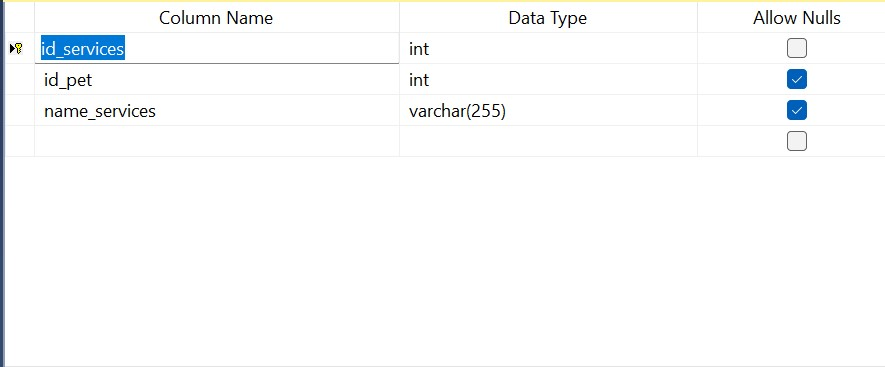 Column Name Data Type Allow Nulls
id_services int
id_pet int
name_services varchar(255)